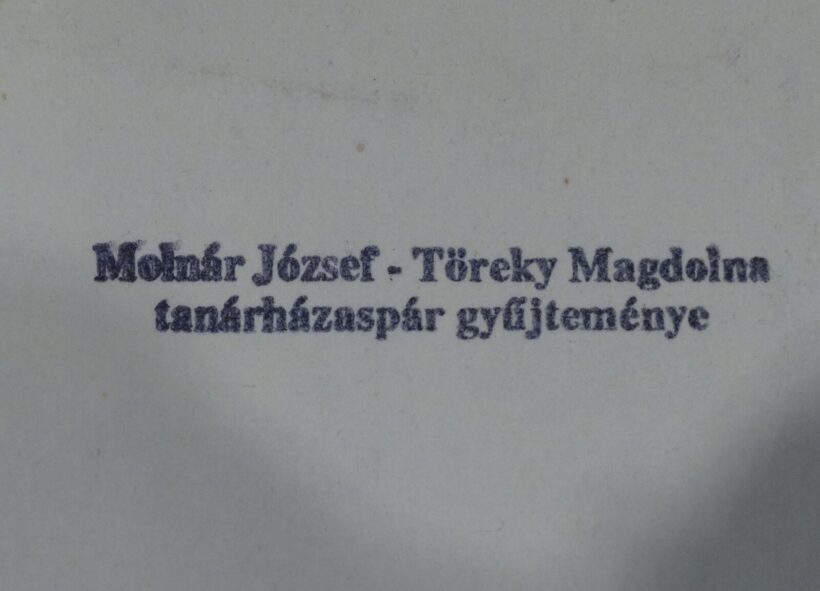 Molnár József - Töreky Magdolna
tanárházaspár gyűjteménye